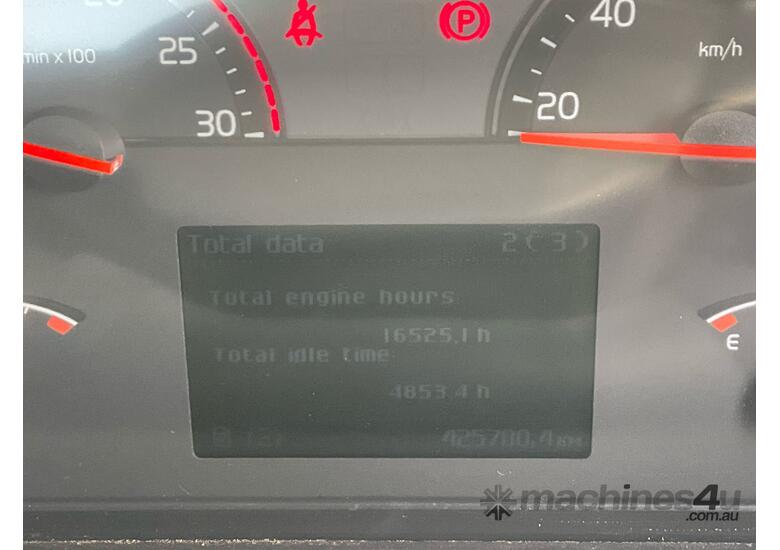 min x 100
25
30
P
40
km/h
20
Total data 2(3)
Total engine hours:
16525,1 h
Total idle time:
4853,4 h
425700,4 km
E
machines4u
.com.au